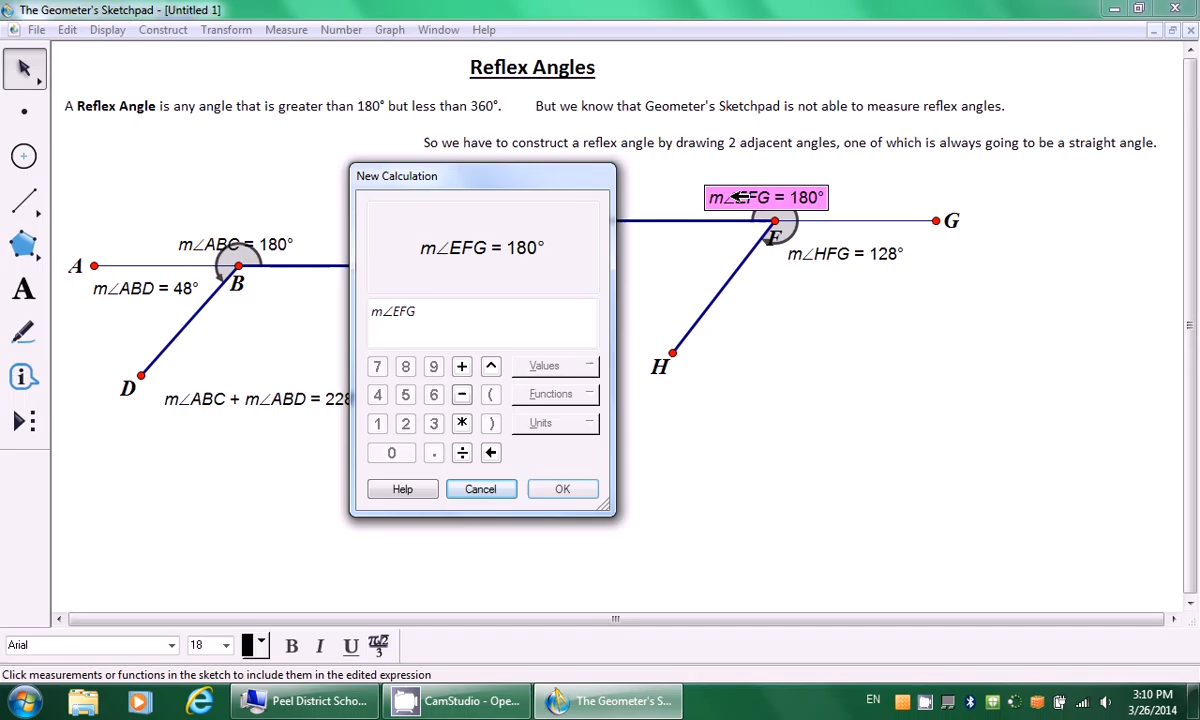 The Geometer's Sketchpad - [Untitled 1]
File Edit Display Construct Transform Measure Number Graph Window Help
Reflex Angles
A Reflex Angle is any angle that is greater than 180° but less than 360°. But we know that Geometer's Sketchpad is not able to measure reflex angles.
So we have to construct a reflex angle by drawing 2 adjacent angles, one of which is always going to be a straight angle.
New Calculation
m∠EFG = 180°
m∠EFG = 180°
G
F
m∠ABC = 180°
m∠HFG = 128°
A
B
m∠ABD = 48°
m∠EFG
H
D
m∠ABC + m∠ABD = 228
7 8 9 + ^ Values
4 5 6 - ( Functions
1 2 3 * ) Units
0 . ÷ ←
Help Cancel OK
A
Arial 18 B I U π√2/3
Click measurements or functions in the sketch to include them in the edited expression
Peel District Scho... CamStudio - Ope... The Geometer's S... EN
3:10 PM
3/26/2014